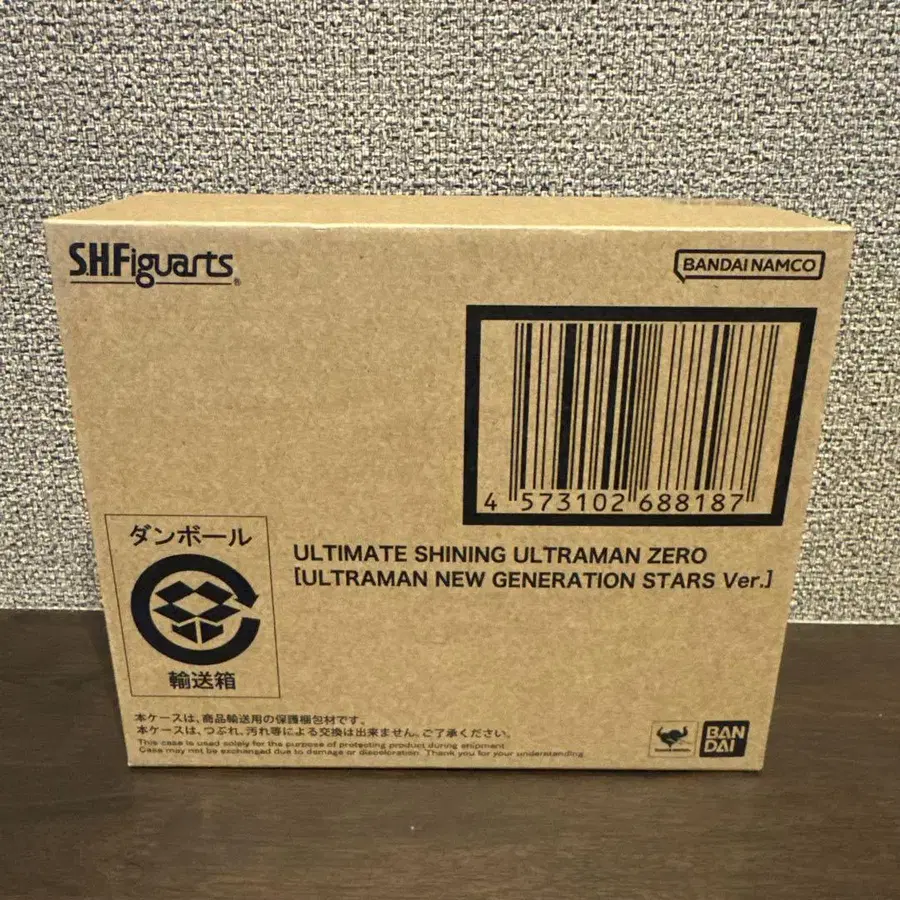 S.H.Figuarts®
BANDAI NAMCO
4 573102 688187
ULTIMATE SHINING ULTRAMAN ZERO
[ULTRAMAN NEW GENERATION STARS Ver.]
ダンボール
輸送箱
本ケースは、商品輸送用の保護梱包材です。
本ケースは、つぶれ、汚れ等による交換は出来ません。ご了承ください。
This case is used solely for the purpose of protecting product during shipment.
Case may not be exchanged due to damage or discoloration. Thank you for your understanding.
BAN
DAI